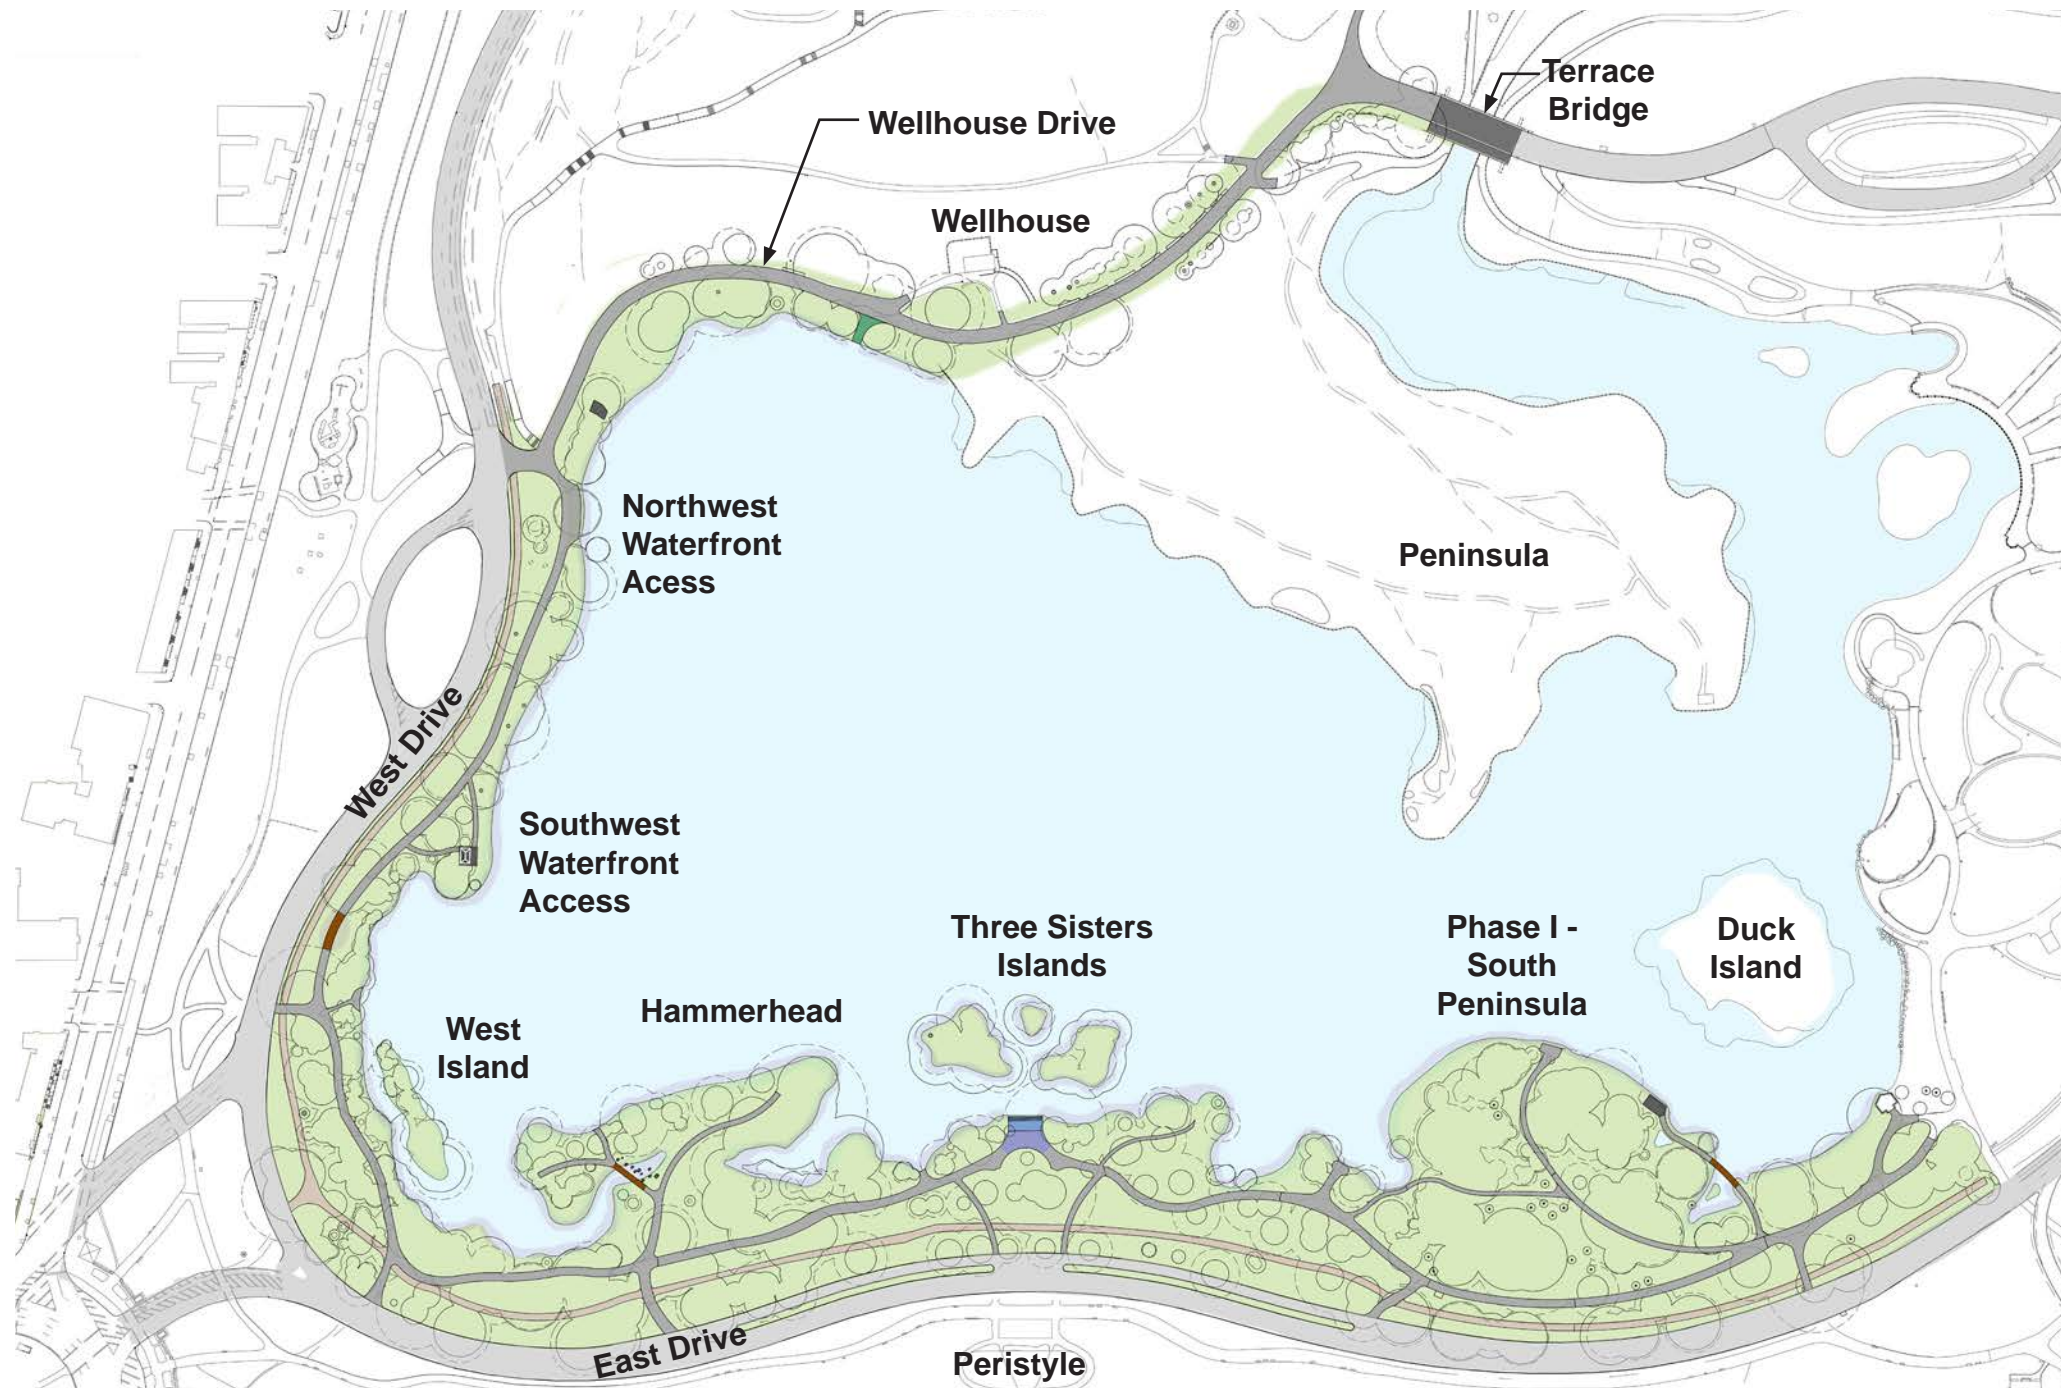 Terrace
Bridge
Wellhouse Drive
Wellhouse
Northwest
Waterfront
Acess
Peninsula
West Drive
Southwest
Waterfront
Access
Three Sisters
Islands
Phase I -
South
Peninsula
Duck
Island
Hammerhead
West
Island
East Drive
Peristyle